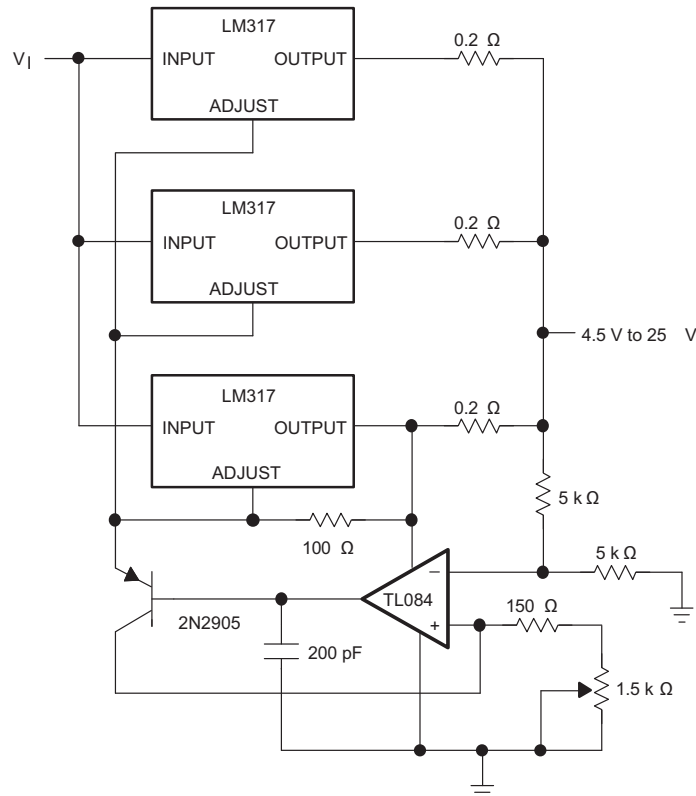 LM317
0.2 Ω
V_I
INPUT OUTPUT
ADJUST
LM317
0.2 Ω
INPUT OUTPUT
ADJUST
4.5 V to 25 V
LM317
0.2 Ω
INPUT OUTPUT
ADJUST
5 kΩ
100 Ω
5 kΩ
−
TL084
150 Ω
+
2N2905
200 pF
1.5 k Ω